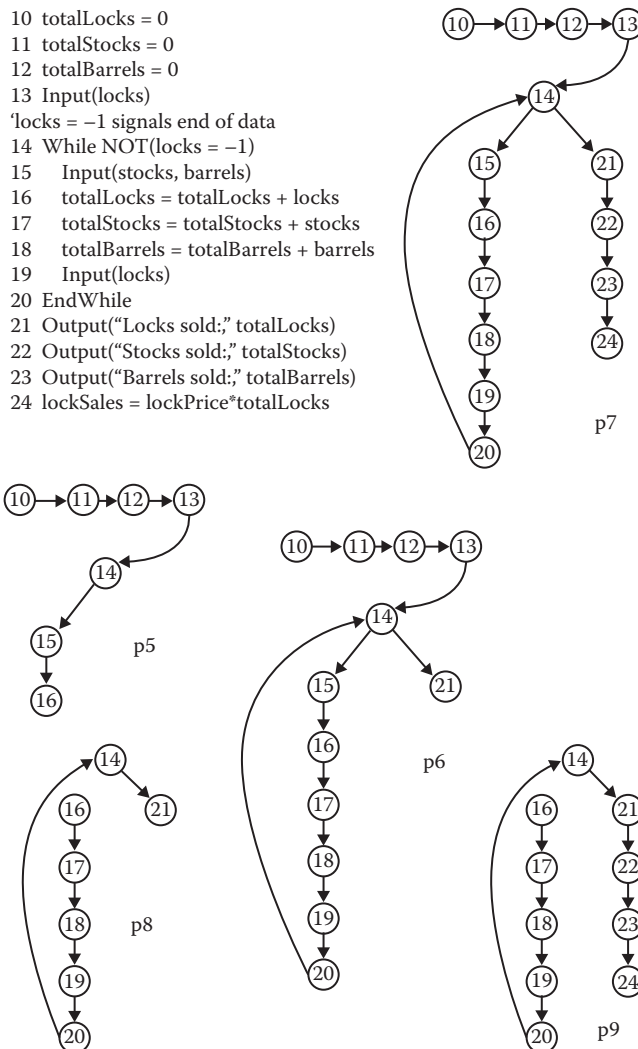 10 totalLocks = 0
11 totalStocks = 0
12 totalBarrels = 0
13 Input(locks)
‘locks = –1 signals end of data
14 While NOT(locks = –1)
15 Input(stocks, barrels)
16 totalLocks = totalLocks + locks
17 totalStocks = totalStocks + stocks
18 totalBarrels = totalBarrels + barrels
19 Input(locks)
20 EndWhile
21 Output(“Locks sold:,” totalLocks)
22 Output(“Stocks sold:,” totalStocks)
23 Output(“Barrels sold:,” totalBarrels)
24 lockSales = lockPrice*totalLocks
10 11 12 13
14
15 21
16 22
17 23
18 24
19
20
p7
10 11 12 13
14
15
16
p5
10 11 12 13
14
15 21
16
17
18
19
20
p6
14
16 21
17
18
19
20
p8
14
16 21
17 22
18 23
19 24
20
p9